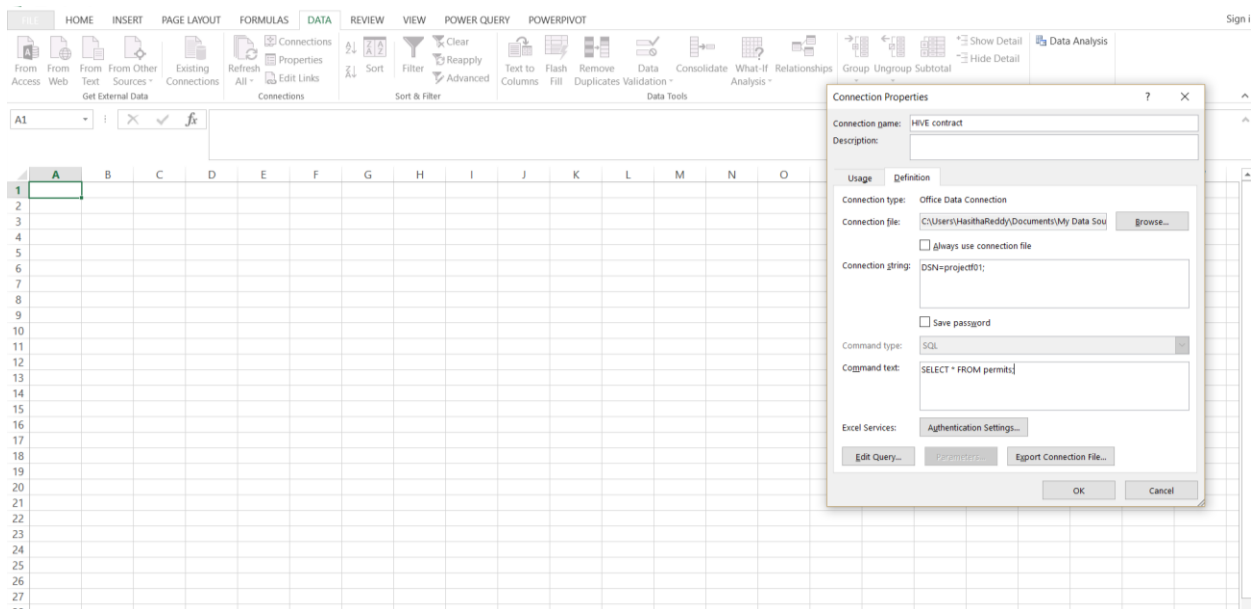 FILE HOME INSERT PAGE LAYOUT FORMULAS DATA REVIEW VIEW POWER QUERY POWERPIVOT Sign i
From Access
From Web
From Text
From Other Sources
Existing Connections
Refresh All
Connections
Properties
Edit Links
Sort
Filter
Clear
Reapply
Advanced
Text to Columns
Flash Fill
Remove Duplicates
Data Validation
Consolidate
What-If Analysis
Relationships
Group
Ungroup
Subtotal
Show Detail
Hide Detail
Data Analysis
Get External Data Connections Sort & Filter Data Tools
A1 fx
A B C D E F G H I J K L M N O
1
2
3
4
5
6
7
8
9
10
11
12
13
14
15
16
17
18
19
20
21
22
23
24
25
26
27
Connection Properties ? ×
Connection name: HIVE contract
Description:
Usage Definition
Connection type: Office Data Connection
Connection file: C:\Users\HasithaReddy\Documents\My Data Sou Browse...
Always use connection file
Connection string: DSN=projectf01;
Save password
Command type: SQL
Command text: SELECT * FROM permits;
Excel Services: Authentication Settings...
Edit Query... Parameters... Export Connection File...
OK Cancel